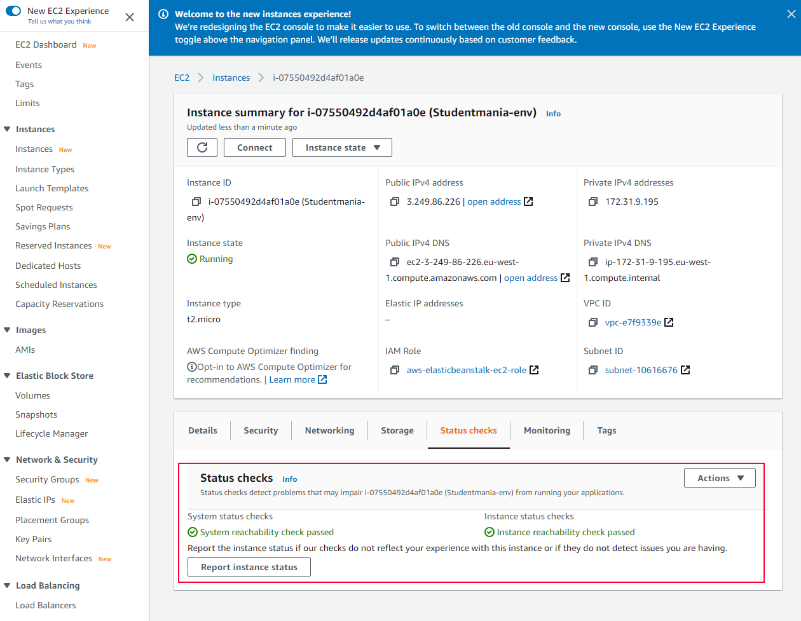 New EC2 Experience
Tell us what you think
EC2 Dashboard New
Events
Tags
Limits
Instances
Instances New
Instance Types
Launch Templates
Spot Requests
Savings Plans
Reserved Instances New
Dedicated Hosts
Scheduled Instances
Capacity Reservations
Images
AMIs
Elastic Block Store
Volumes
Snapshots
Lifecycle Manager
Network & Security
Security Groups New
Elastic IPs New
Placement Groups
Key Pairs
Network Interfaces New
Load Balancing
Load Balancers
Welcome to the new instances experience!
We're redesigning the EC2 console to make it easier to use. To switch between the old console and the new console, use the New EC2 Experience
toggle above the navigation panel. We'll release updates continuously based on customer feedback.
EC2 > Instances > i-07550492d4af01a0e
Instance summary for i-07550492d4af01a0e (Studentmania-env) Info
Updated less than a minute ago
Connect
Instance state
Instance ID
i-07550492d4af01a0e (Studentmania-
env)
Public IPv4 address
3.249.86.226 | open address
Private IPv4 addresses
172.31.9.195
Instance state
Running
Public IPv4 DNS
ec2-3-249-86-226.eu-west-
1.compute.amazonaws.com | open address
Private IPv4 DNS
ip-172-31-9-195.eu-west-
1.compute.internal
Instance type
t2.micro
Elastic IP addresses
–
VPC ID
vpc-e7f9339e
AWS Compute Optimizer finding
Opt-in to AWS Compute Optimizer for
recommendations. | Learn more
IAM Role
aws-elasticbeanstalk-ec2-role
Subnet ID
subnet-10616676
Details
Security
Networking
Storage
Status checks
Monitoring
Tags
Status checks Info
Actions
Status checks detect problems that may impair i-07550492d4af01a0e (Studentmania-env) from running your applications.
System status checks
System reachability check passed
Instance status checks
Instance reachability check passed
Report the instance status if our checks do not reflect your experience with this instance or if they do not detect issues you are having.
Report instance status